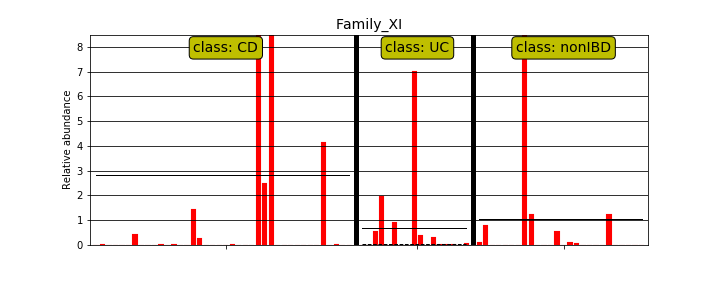 Family_XI
class: CD
class: UC
class: nonIBD
Relative abundance
8
7
6
5
4
3
2
1
0